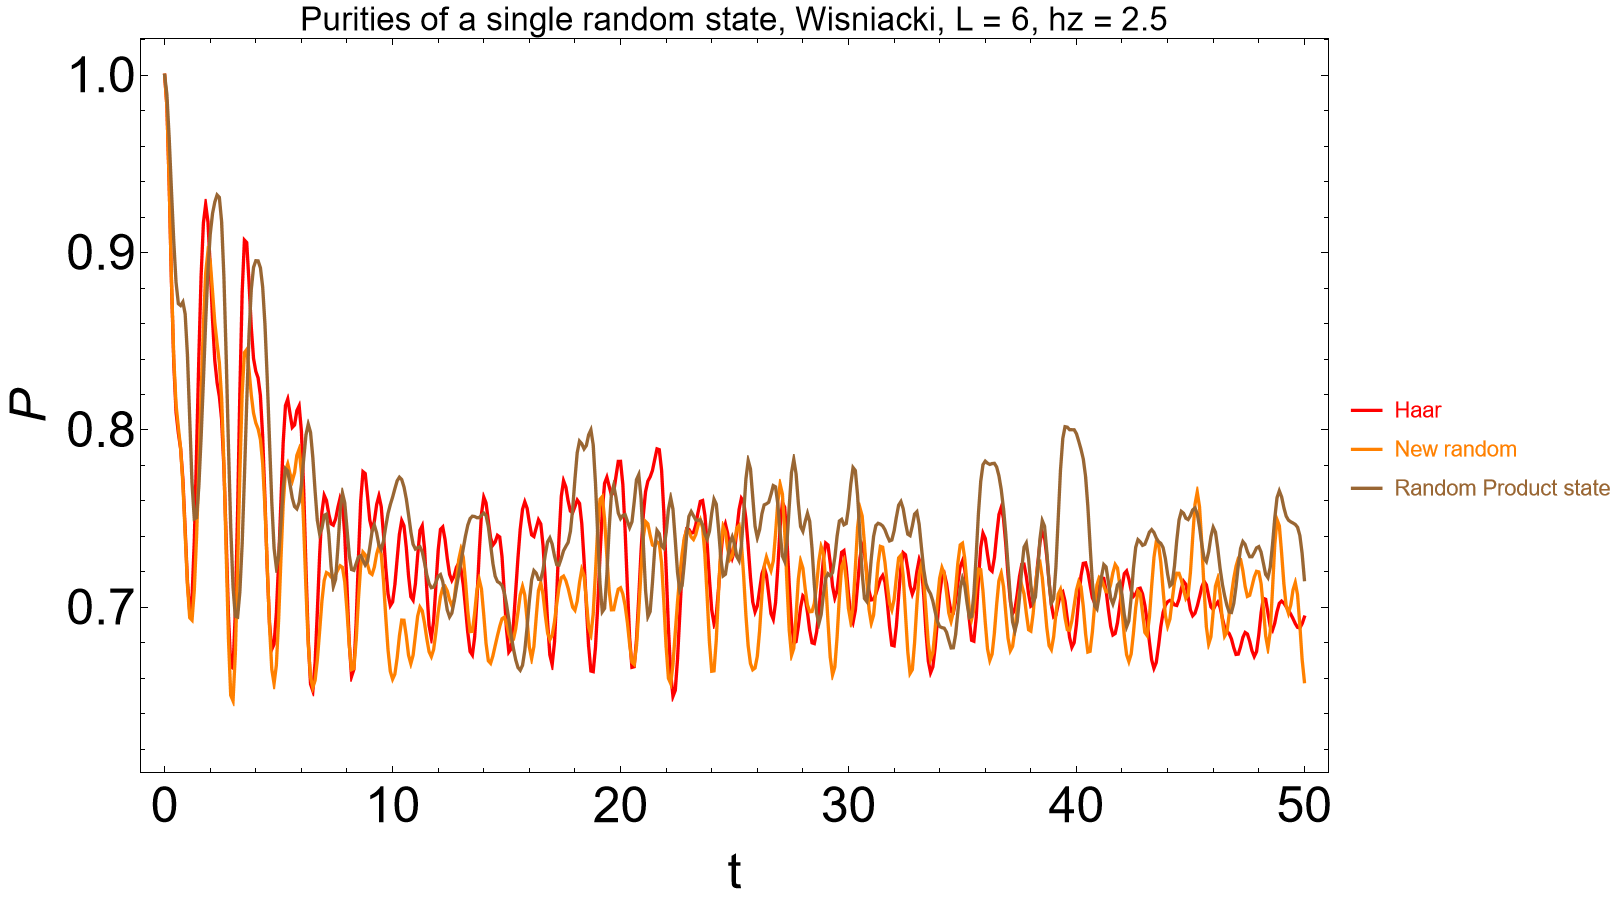 Purities of a single random state, Wisniacki, L = 6, hz = 2.5
1.0
0.9
0.8
0.7
P
0 10 20 30 40 50
t
Haar
New random
Random Product state